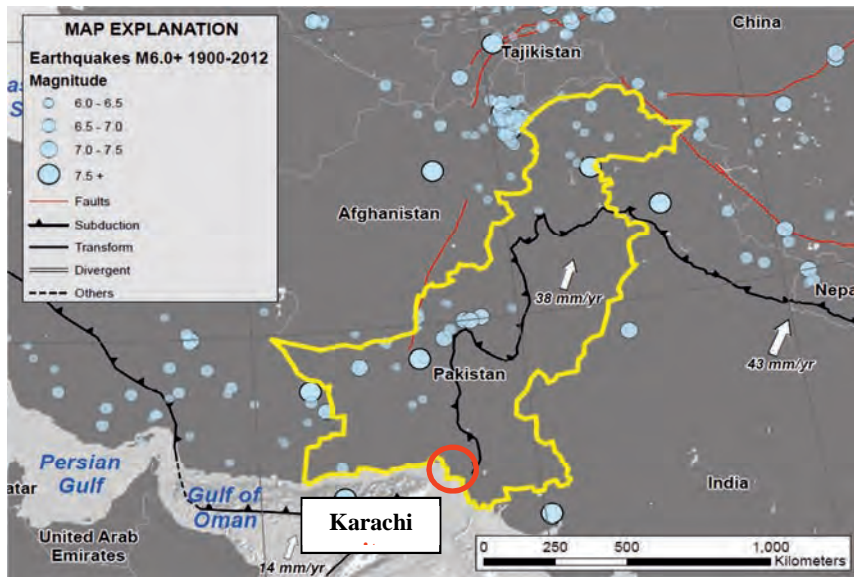 MAP EXPLANATION
Earthquakes M6.0+ 1900-2012
Magnitude
6.0 - 6.5
6.5 - 7.0
7.0 - 7.5
7.5 +
Faults
Subduction
Transform
Divergent
Others
China
Tajikistan
Afghanistan
38 mm/yr
Nepa
43 mm/yr
Pakistan
Persian
Gulf
atar
Gulf of
Oman
India
Karachi
United Arab
Emirates
14 mm/yr
0 250 500 1,000
Kilometers